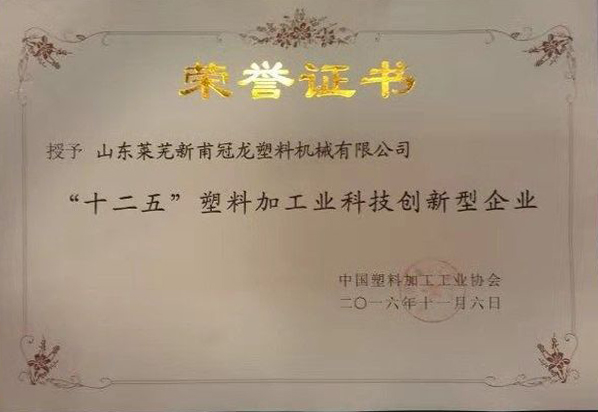 荣誉证书
授予 山东莱芜新甫冠龙塑料机械有限公司
“十二五”塑料加工业科技创新型企业
中国塑料加工工业协会
二〇一六年十一月六日